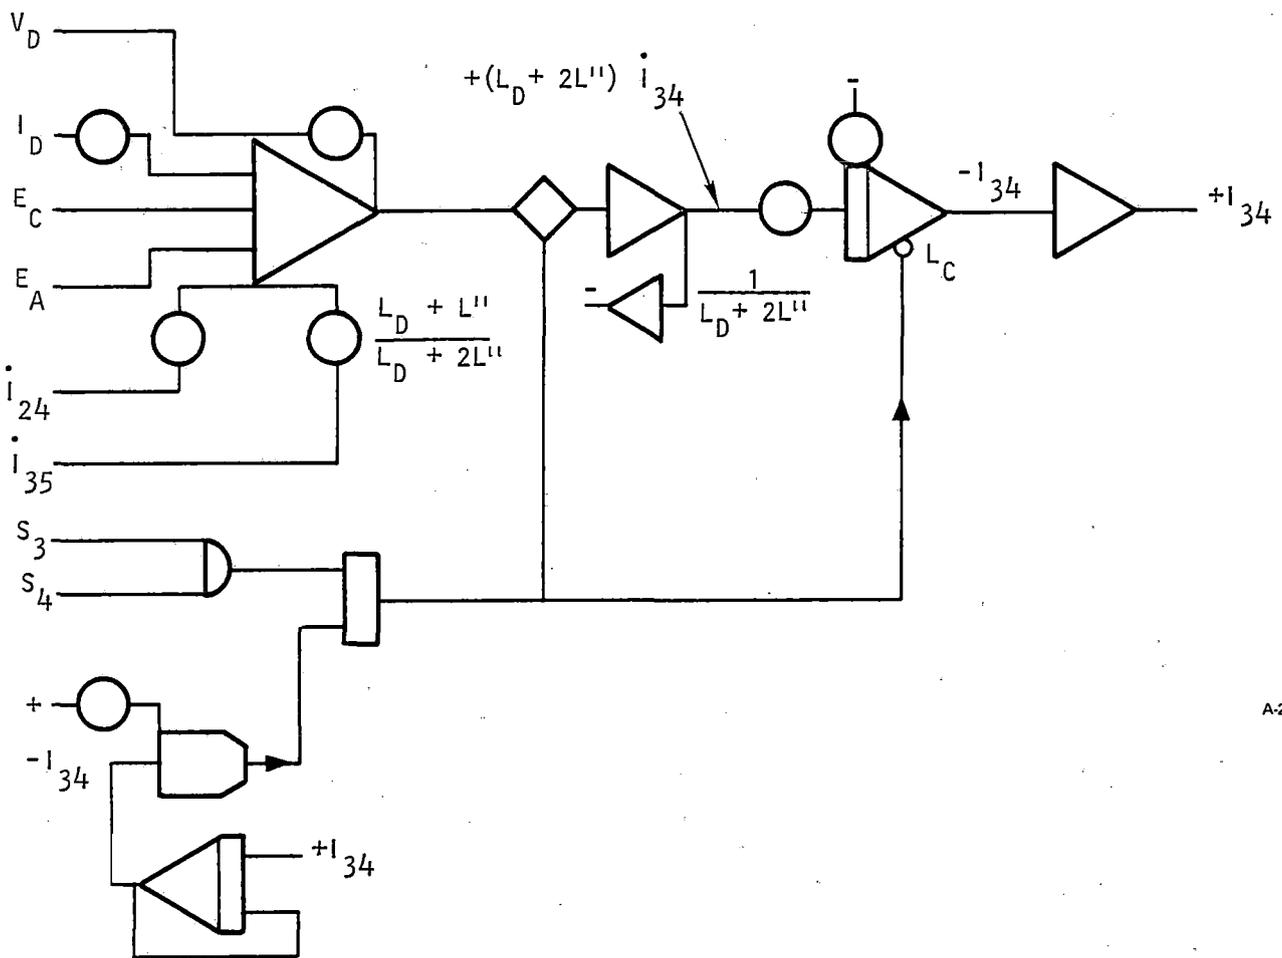 V_D
+(L_D + 2L'') i̇_34
-
I_D
E_C
-I_34
+I_34
L_C
E_A
-
1
L_D + 2L''
L_D + L''
L_D + 2L''
i̇_24
i̇_35
S_3
S_4
+
-I_34
+I_34